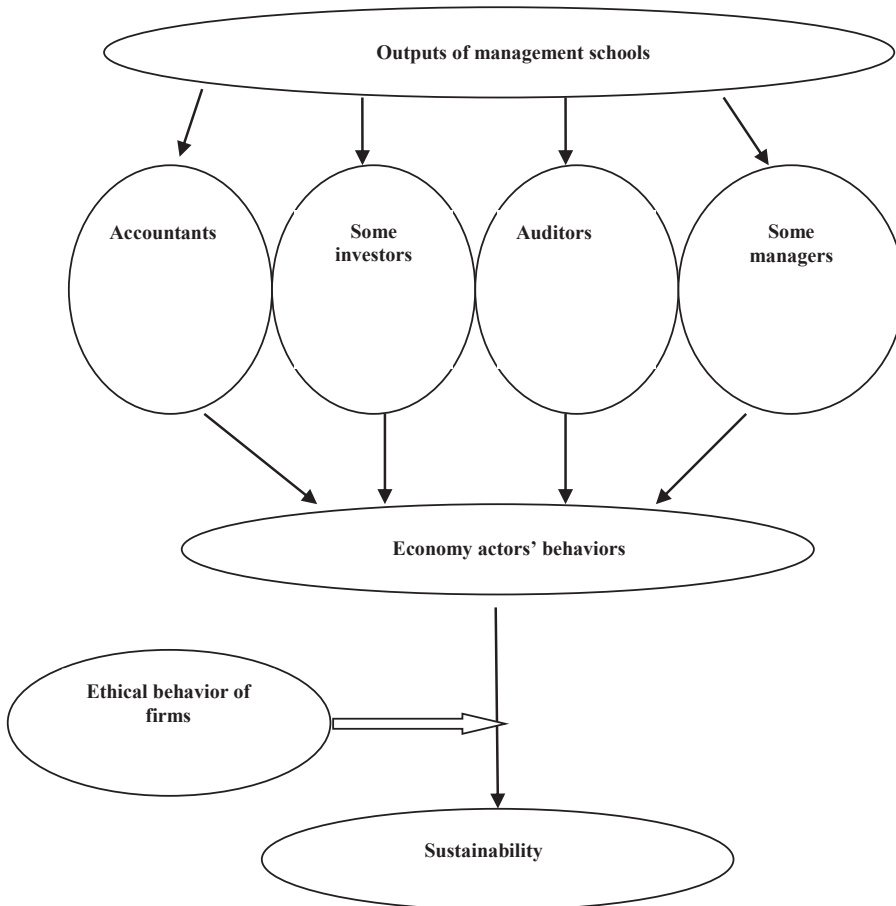 Outputs of management schools
Accountants
Some
investors
Auditors
Some
managers
Economy actors’ behaviors
Ethical behavior of
firms
Sustainability